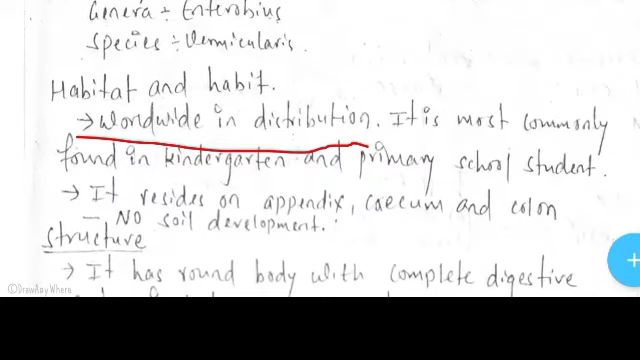 Genera ÷ Enterobius
Species ÷ Vermicularis.
Habitat and habit.
→ Worldwide in distribution. It is most commonly
found in kindergarten and primary school student.
→ It resides on appendix, caecum and colon
— NO soil development.
Structure
→ It has round body with complete digestive
©DrawAnyWhere